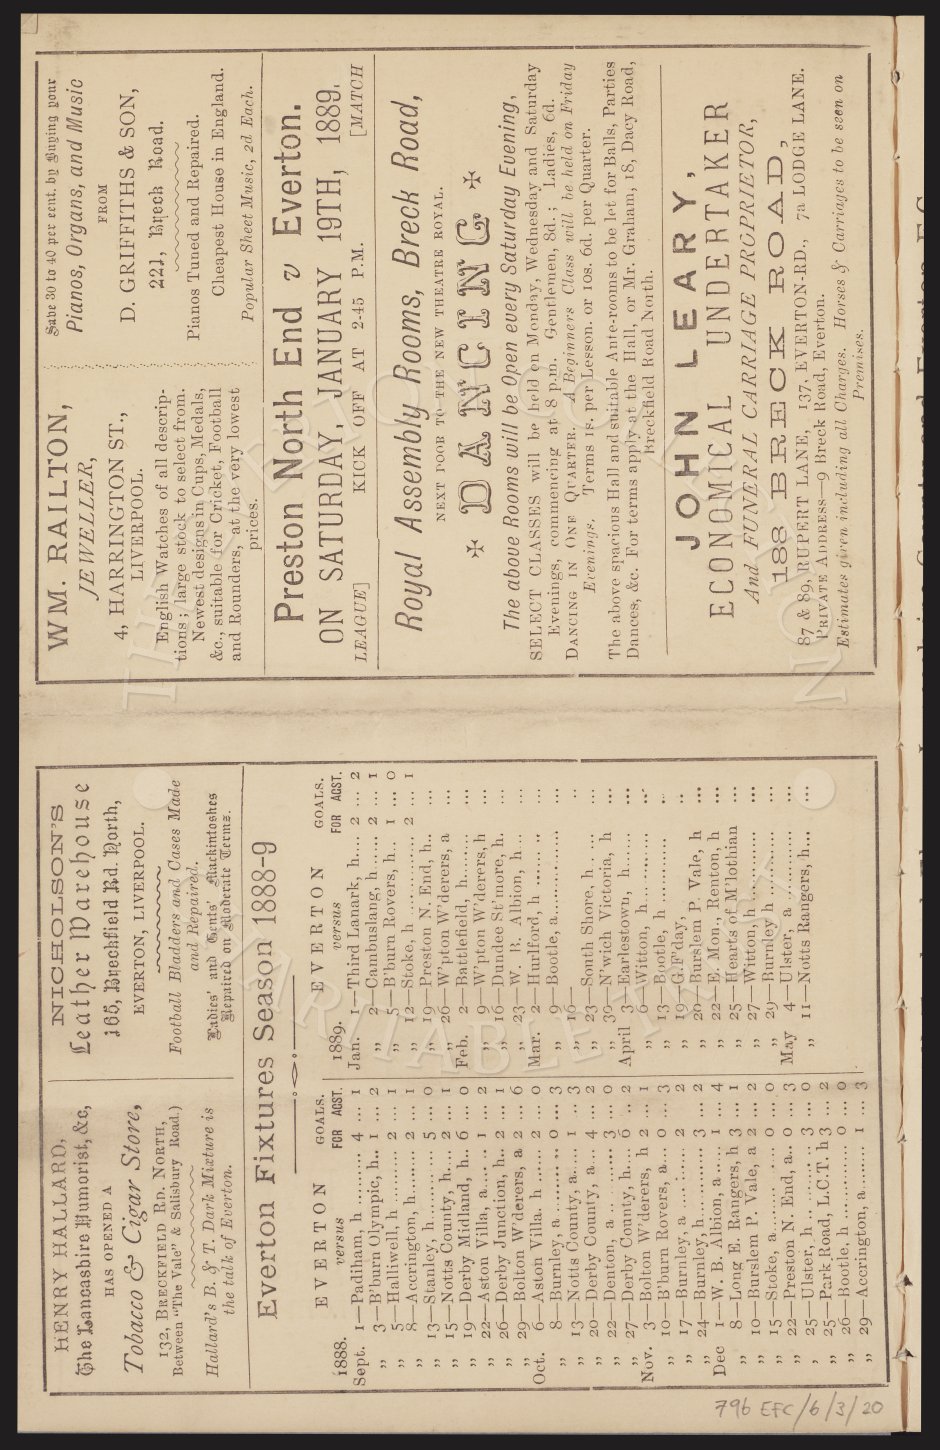 HENRY HALLARD,
The Lancashire Humorist, &c,
HAS OPENED A
Tobacco & Cigar Store,
132, BRECKFIELD RD. NORTH,
Between "The Vale" & Salisbury Road.)
Hallard's B. & T. Dark Mixture is
the talk of Everton.
NICHOLSON'S
Leather Warehouse
165, Breckfield Rd. North,
EVERTON, LIVERPOOL.
Football Bladders and Cases Made
and Repaired.
Ladies' and Gents' Mackintoshes
Repaired on Moderate Terms.
Everton Fixtures Season 1888-9
EVERTON GOALS.
1888. versus FOR AGST.
Sept. 1—Padiham, h .......... 4 ... 1
„ 3—B'burn Olympic, h.. 1 ... 2
„ 5—Halliwell, h .......... 2 ... 1
„ 8—Accrington, h ........ 2 ... 1
„ 13—Stanley, h ............ 5 ... 0
„ 15—Notts County, h.... 2 ... 1
„ 19—Derby Midland, h.. 6 ... 0
„ 22—Aston Villa, a....... 1 ... 2
„ 26—Derby Junction, h.. 2 ... 1
„ 29—Bolton W'derers, a 2 ... 6
Oct. 6—Aston Villa. h ....... 2 ... 0
„ 8—Burnley, a .......... 0 ... 3
„ 13—Notts County, a..... 1 ... 3
„ 20—Derby County, a... 4 ... 2
„ 22—Denton, a ........... 3 ... 0
„ 27—Derby County, h.... 6 ... 2
Nov. 3—Bolton W'derers, h 2 ... 1
„ 10—B'burn Rovers, a... 0 ... 3
„ 17—Burnley, a .......... 2 2
„ 24—Burnley, h .......... 3 ... 2
Dec 1—W. B. Albion, a ..... 1 ... 4
„ 8—Long E. Rangers, h 3 ... 1
„ 10—Burslem P. Vale, a 2 ... 2
„ 15—Stoke, a............. 0 ... 0
„ 22—Preston N. End, a.. 0 ... 3
, 25—Ulster, h ............ 3 ... 0
„ 25—Park Road, L.C.T. h 3 ... 2
„ 26—Bootle, h ............ 0 ... 0
„ 29—Accrington, a........ 1 ... 3
EVERTON GOALS.
1889. versus FOR AGST.
Jan. 1—Third Lanark, h.... 2 ... 2
„ 2—Cambuslang, h ...... 2 ... 1
„ 5—B'burn Rovers, h... 1 ... 0
„ 12—Stoke, h ............. 2 ... 1
„ 19—Preston N. End, h.. ...
„ 26—W'pton W'derers, a ...
Feb. 2—Battlefield, h........ ...
„ 9—W'pton W'derers, h ...
„ 16—Dundee St'more, h. ...
„ 23—W. B. Albion, h ... ...
Mar. 2—Hurlford, h .......... ..
„ 9—Bootle, a............. ...
„ 16— ..
„ 23—South Shore, h ..... ...
„ 30—N'wich Victoria, h ...
April 3—Earlestown, h....... ...
„ 6—Witton, h............ ...
„ 13—Bootle, h ............ ...
„ 19—G.F'day, ..
„ 20—Burslem P. Vale, h ...
„ 22—E. Mon., Renton, h ...
„ 25—Hearts of M'lothian ...
„ 27—Witton, h ........... ...
„ 29—Burnley h ........... ...
May 4—Ulster, a ............ ...
„ 11—Notts Rangers, h... ...
WM. RAILTON,
JEWELLER,
4, HARRINGTON ST.,
LIVERPOOL.
English Watches of all descrip-
tions; large stock to select from.
Newest designs in Cups, Medals,
&c., suitable for Cricket, Football
and Rounders, at the very lowest
prices.
Save 30 to 40 per cent. by Buying your
Pianos, Organs, and Music
FROM
D. GRIFFITHS & SON,
221, Breck Road.
Pianos Tuned and Repaired.
Cheapest House in England.
Popular Sheet Music, 2d Each.
Preston North End v Everton.
ON SATURDAY, JANUARY 19TH, 1889,
LEAGUE] KICK OFF AT 2-45 P.M. [MATCH
Royal Assembly Rooms, Breck Road,
NEXT DOOR TO THE NEW THEATRE ROYAL.
DANCING
The above Rooms will be Open every Saturday Evening,
SELECT CLASSES will be held on Monday, Wednesday and Saturday
Evenings, commencing at 8 p.m. Gentlemen, 8d.; Ladies, 6d.
DANCING IN ONE QUARTER. A Beginners Class will be held on Friday
Evenings. Terms 1s. per Lesson. or 10s. 6d. per Quarter.
The above spacious Hall and suitable Ante-rooms to be let for Balls, Parties
Dances, &c. For terms apply at the Hall, or Mr. Graham, 18, Dacy Road,
Breckfield Road North.
JOHN LEARY,
ECONOMICAL UNDERTAKER
And FUNERAL CARRIAGE PROPRIETOR,
188 BRECK ROAD,
87 & 89, RUPERT LANE, 137, EVERTON-RD., 7a LODGE LANE.
PRIVATE ADDRESS—9 Breck Road, Everton.
Estimates given including all Charges. Horses & Carriages to be seen on
Premises.
796 EFC/6/3/20